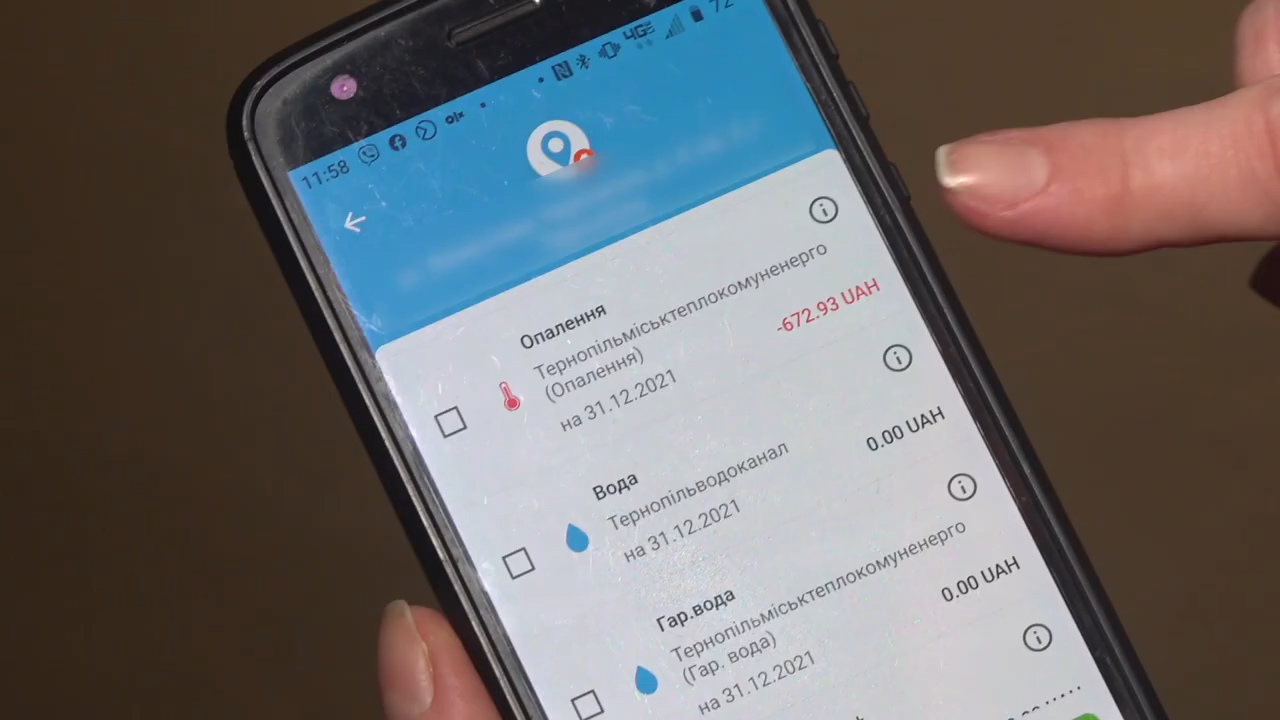 11:58
4G
72
Опалення
Тернопільміськтеплокомуненерго
(Опалення)
-672.93 UAH
на 31.12.2021
Вода
Тернопільводоканал
0.00 UAH
на 31.12.2021
Гар.вода
Тернопільміськтеплокомуненерго
(Гар. вода)
0.00 UAH
на 31.12.2021